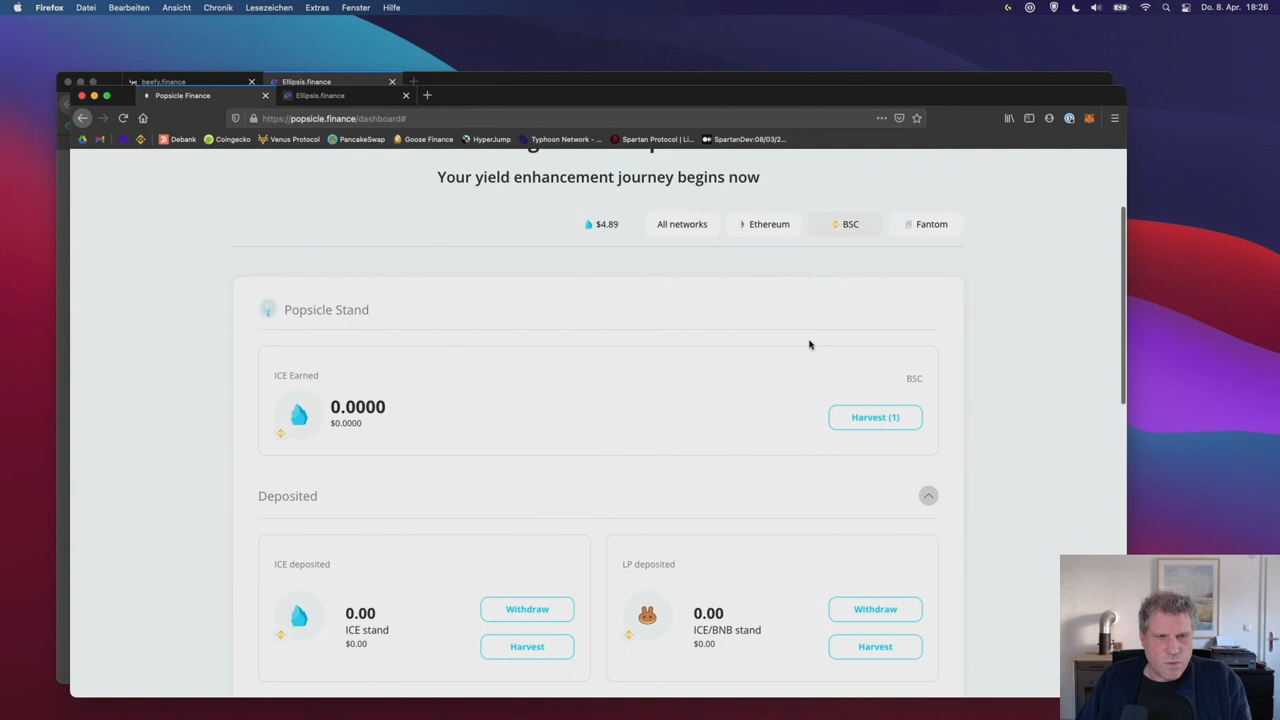 Firefox Datei Bearbeiten Ansicht Chronik Lesezeichen Extras Fenster Hilfe Do. 8. Apr. 18:26
beefy.finance Ellipsis.finance
Popsicle Finance Ellipsis.finance
https://popsicle.finance/dashboard#
Debank Coingecko Venus Protocol PancakeSwap Goose Finance HyperJump Typhoon Network - ... Spartan Protocol | Li... SpartanDev:08/03/2...
Your yield enhancement journey begins now
$4.89 All networks Ethereum BSC Fantom
Popsicle Stand
ICE Earned BSC
0.0000
$0.0000
Harvest (1)
Deposited
ICE deposited
0.00
ICE stand
$0.00
Withdraw
Harvest
LP deposited
0.00
ICE/BNB stand
$0.00
Withdraw
Harvest